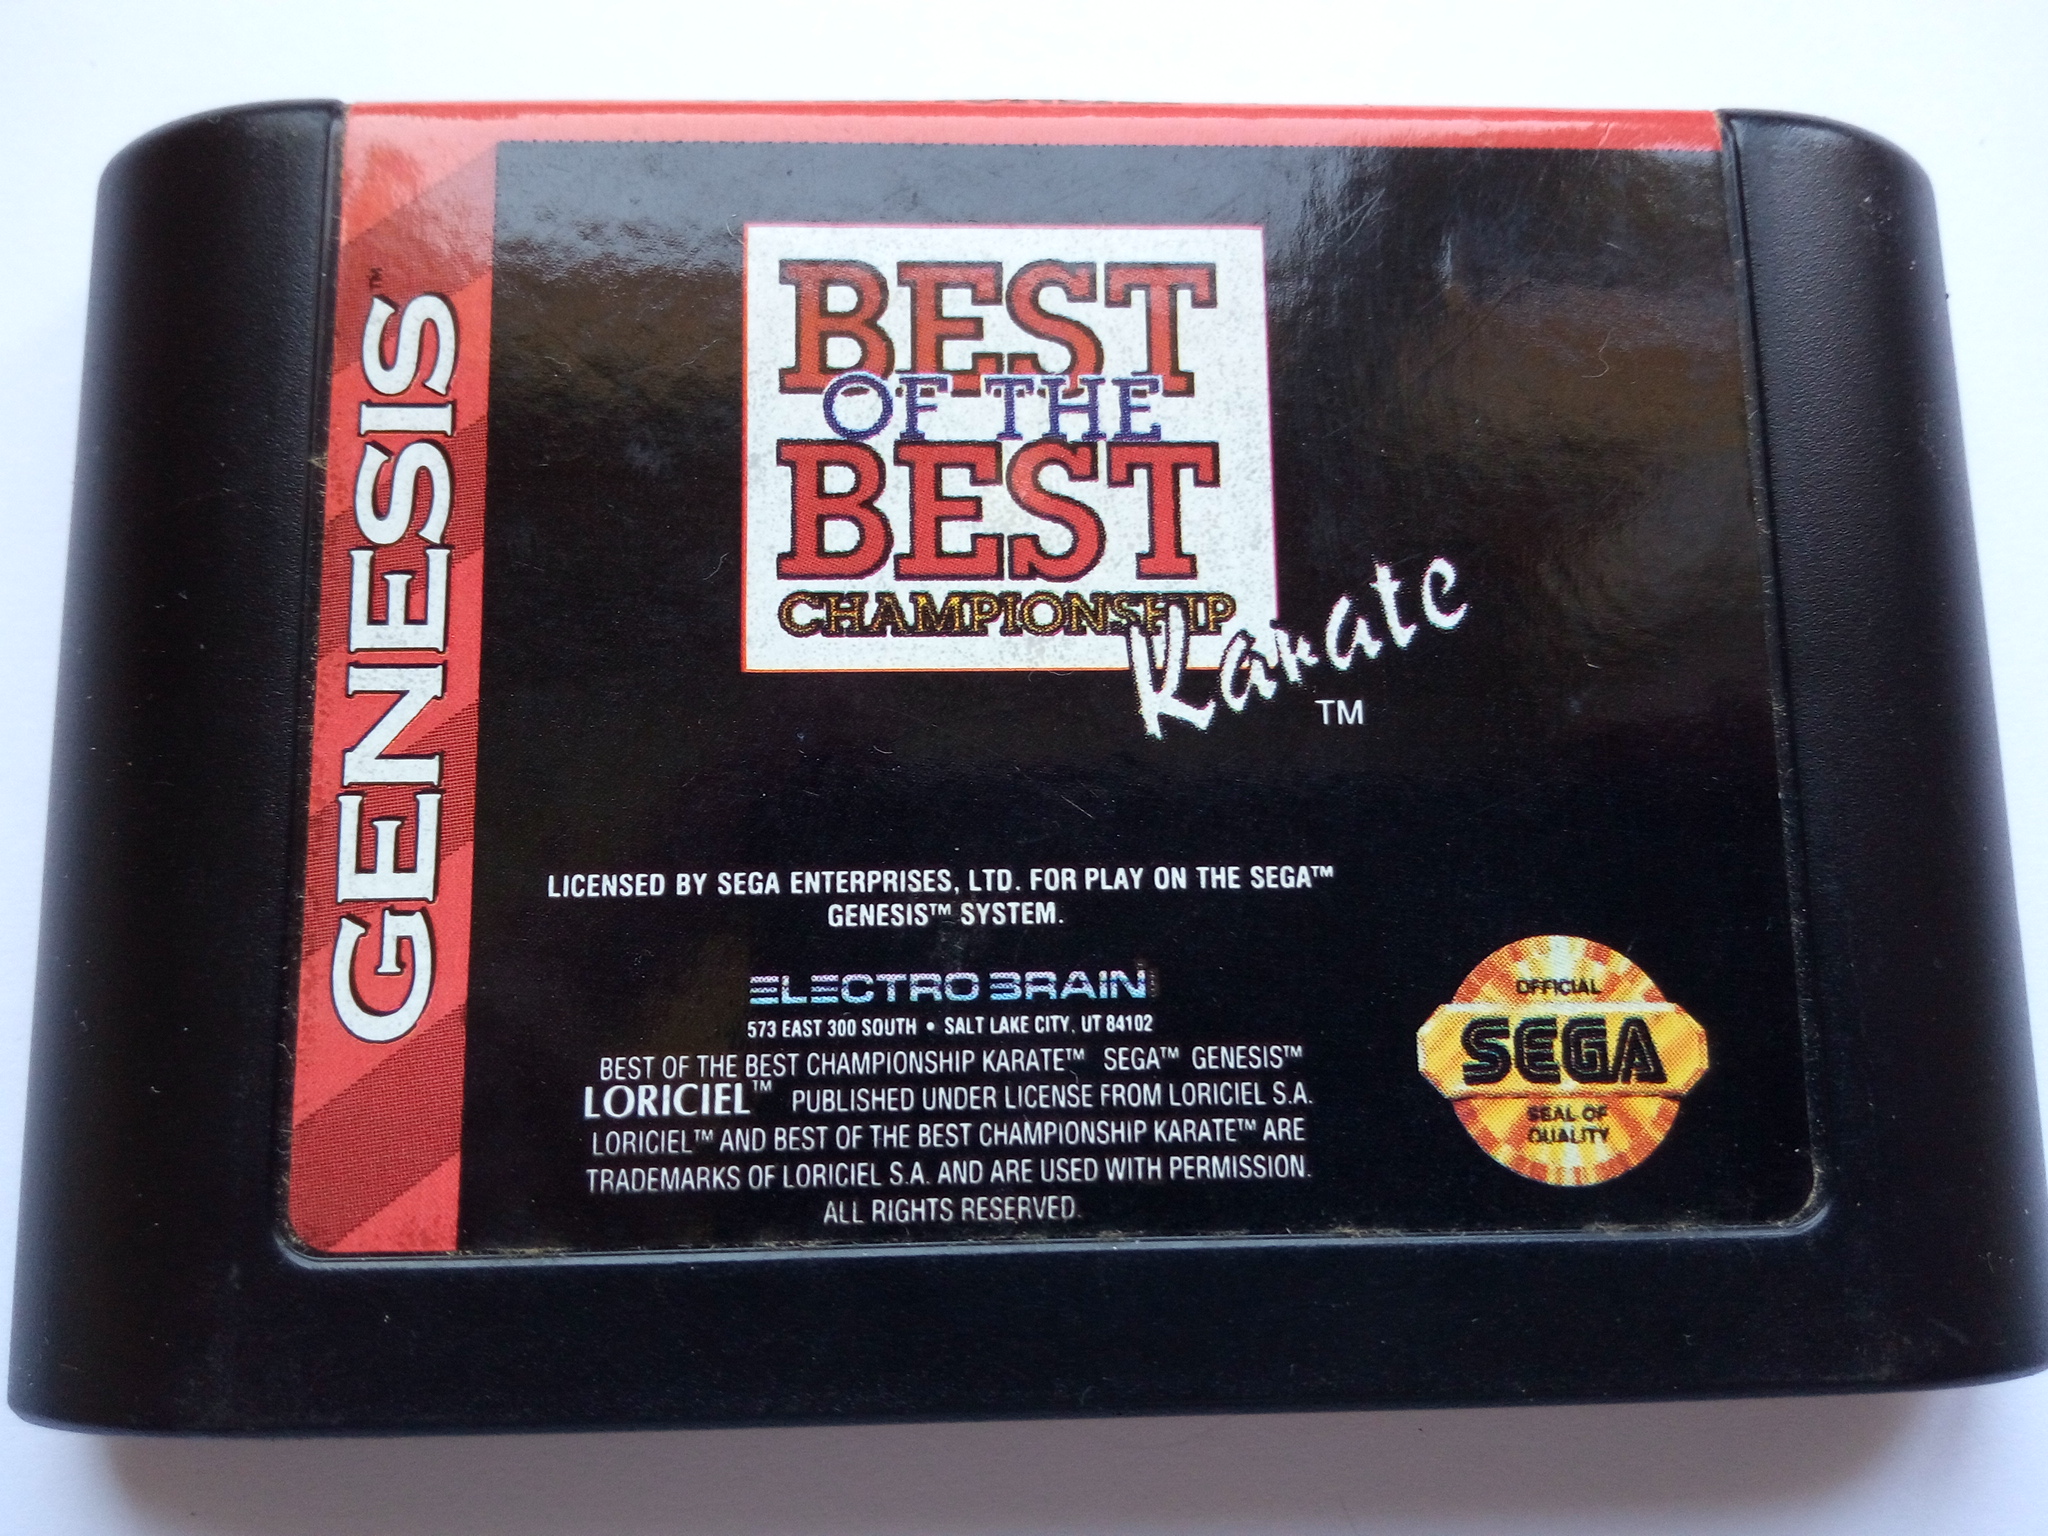 GENESIS™
BEST
OF THE
BEST
CHAMPIONSHIP
Karate
TM
LICENSED BY SEGA ENTERPRISES, LTD. FOR PLAY ON THE SEGA™
GENESIS™ SYSTEM.
ELECTRO BRAIN
573 EAST 300 SOUTH • SALT LAKE CITY, UT 84102
BEST OF THE BEST CHAMPIONSHIP KARATE™ SEGA™ GENESIS™
LORICIEL™ PUBLISHED UNDER LICENSE FROM LORICIEL S.A.
LORICIEL™ AND BEST OF THE BEST CHAMPIONSHIP KARATE™ ARE
TRADEMARKS OF LORICIEL S.A. AND ARE USED WITH PERMISSION.
ALL RIGHTS RESERVED.
OFFICIAL
SEGA
SEAL OF
QUALITY